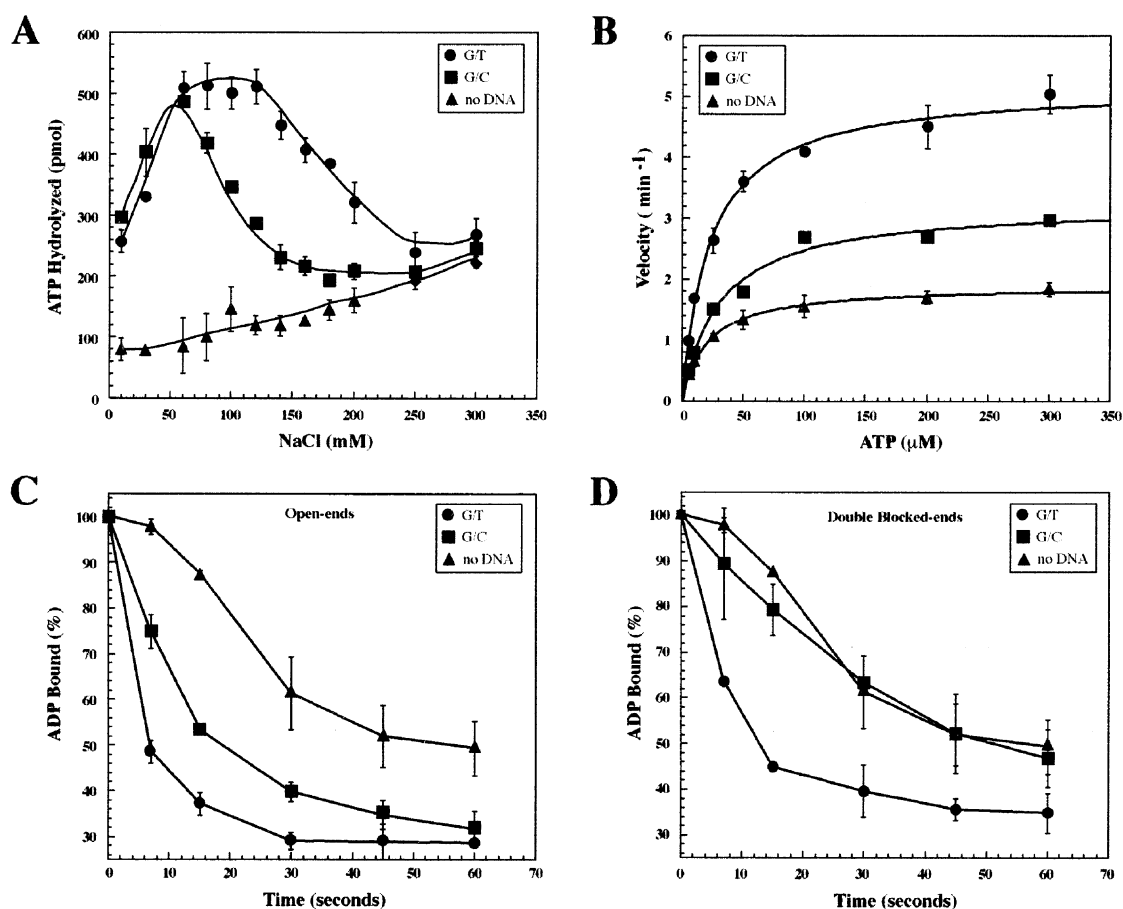 A
ATP Hydrolyzed (pmol)
600
500
400
300
200
100
0
0
50
100
150
200
250
300
350
NaCl (mM)
G/T
G/C
no DNA
B
Velocity ( min -1)
6
5
4
3
2
1
0
0
50
100
150
200
250
300
350
ATP (μM)
G/T
G/C
no DNA
C
Open-ends
ADP Bound (%)
100
90
80
70
60
50
40
30
0
10
20
30
40
50
60
70
Time (seconds)
G/T
G/C
no DNA
D
Double Blocked-ends
ADP Bound (%)
100
90
80
70
60
50
40
30
0
10
20
30
40
50
60
70
Time (seconds)
G/T
G/C
no DNA